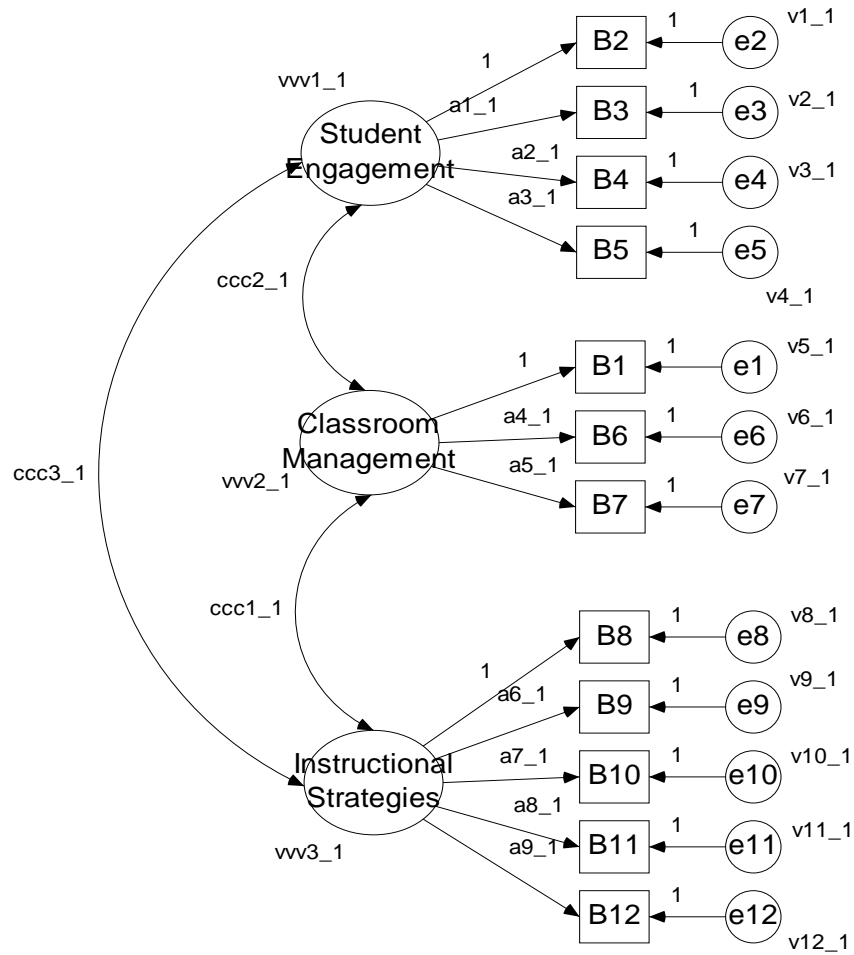 v1_1
B2
1
e2
1
vvv1_1
a1_1
B3
1
e3
v2_1
Student
Engagement
a2_1
B4
1
e4
v3_1
a3_1
B5
1
e5
v4_1
ccc2_1
1
B1
1
e1
v5_1
Classroom
Management
a4_1
B6
1
e6
v6_1
a5_1
B7
1
e7
v7_1
vvv2_1
ccc3_1
ccc1_1
1
B8
1
e8
v8_1
a6_1
B9
1
e9
v9_1
Instructional
Strategies
a7_1
B10
1
e10
v10_1
a8_1
B11
1
e11
v11_1
vvv3_1
a9_1
B12
1
e12
v12_1